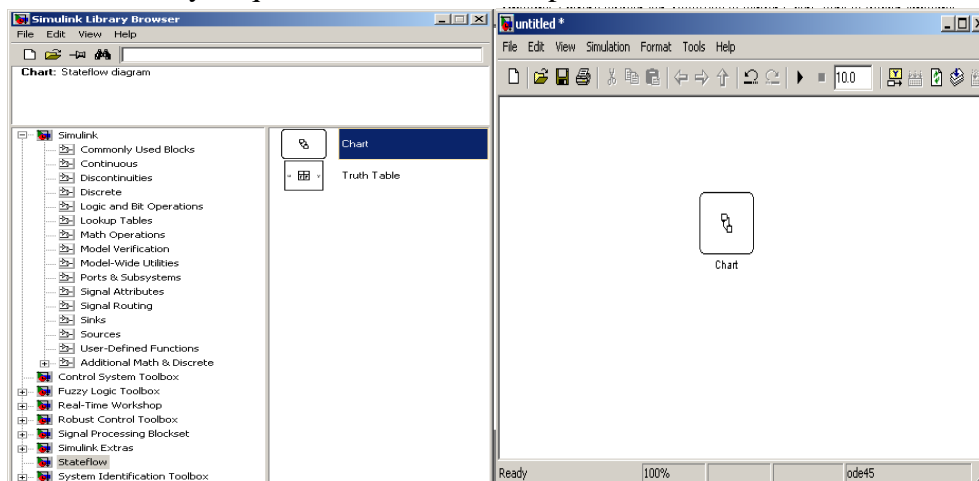 Simulink Library Browser
File Edit View Help
Chart: Stateflow diagram
Simulink
Commonly Used Blocks
Continuous
Discontinuities
Discrete
Logic and Bit Operations
Lookup Tables
Math Operations
Model Verification
Model-Wide Utilities
Ports & Subsystems
Signal Attributes
Signal Routing
Sinks
Sources
User-Defined Functions
Additional Math & Discrete
Control System Toolbox
Fuzzy Logic Toolbox
Real-Time Workshop
Robust Control Toolbox
Signal Processing Blockset
Simulink Extras
Stateflow
System Identification Toolbox
Chart
Truth Table
untitled *
File Edit View Simulation Format Tools Help
10.0
Chart
Ready 100% ode45